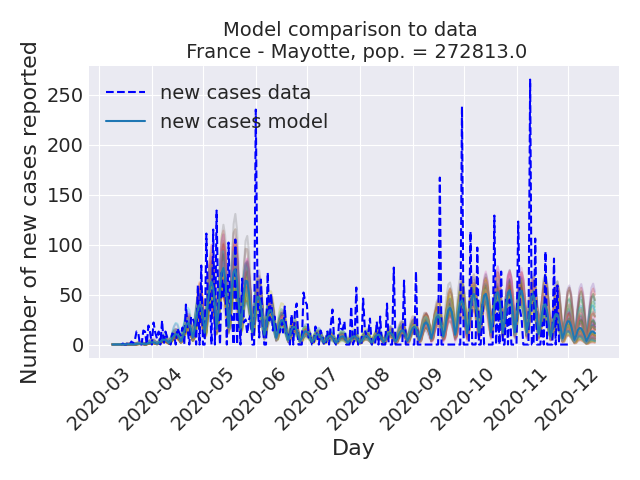 Model comparison to data
France - Mayotte, pop. = 272813.0
new cases data
new cases model
Number of new cases reported
250
200
150
100
50
0
2020-03
2020-04
2020-05
2020-06
2020-07
2020-08
2020-09
2020-10
2020-11
2020-12
Day